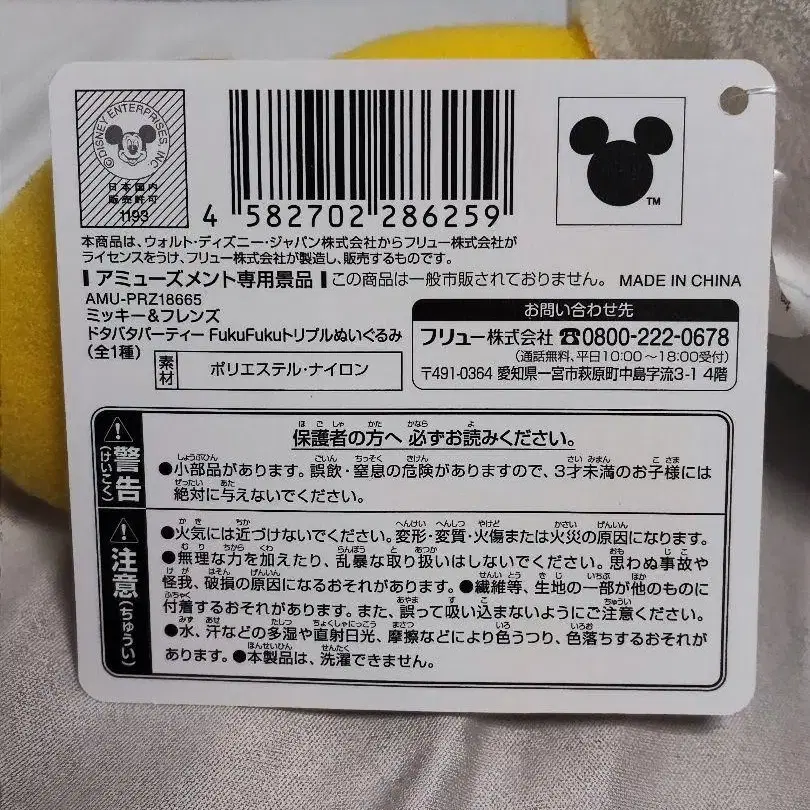 ©DISNEY ENTERPRISES, INC.
日本国内
販売許可
1193
4 582702 286259
TM
本商品は、ウォルト・ディズニー・ジャパン株式会社からフリュー株式会社が
ライセンスをうけ、フリュー株式会社が製造し、販売するものです。
アミューズメント専用景品 この商品は一般市販されておりません。 MADE IN CHINA
AMU-PRZ18665
ミッキー&フレンズ
ドタバタパーティー FukuFukuトリプルぬいぐるみ
(全1種)
素材 ポリエステル・ナイロン
お問い合わせ先
フリュー株式会社 ☎0800-222-0678
(通話無料、平日10:00～18:00受付)
〒491-0364 愛知県一宮市萩原町中島字流3-1 4階
警告(けいこく)
保護者の方へ 必ずお読みください。
●小部品があります。誤飲・窒息の危険がありますので、3才未満のお子様には
絶対に与えないでください。
注意(ちゅうい)
●火気には近づけないでください。変形・変質・火傷または火災の原因になります。
●無理な力を加えたり、乱暴な取り扱いはしないでください。思わぬ事故や
怪我、破損の原因になるおそれがあります。●繊維等、生地の一部が他のものに
付着するおそれがあります。また、誤って吸い込まないようにご注意ください。
●水、汗などの多湿や直射日光、摩擦などにより色うつり、色落ちするおそれが
あります。●本製品は、洗濯できません。